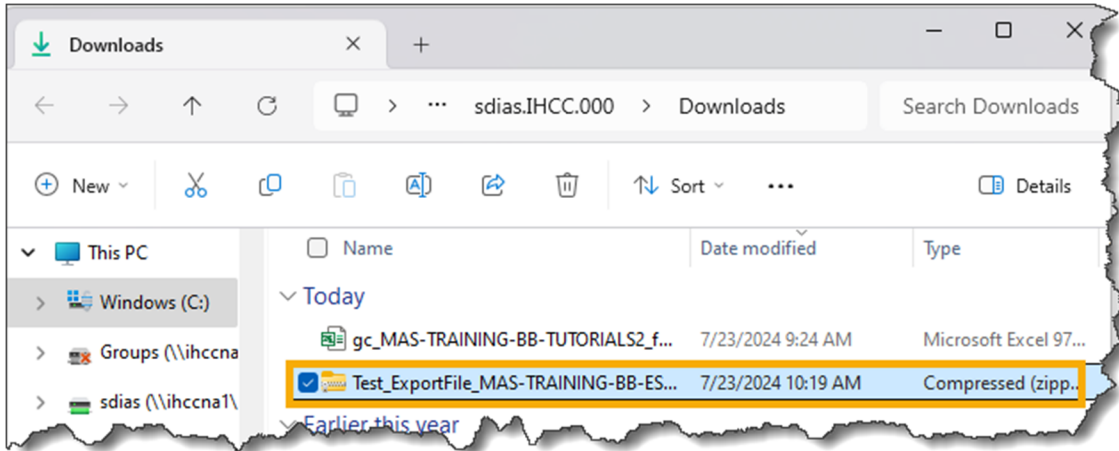 Downloads
··· sdias.IHCC.000 > Downloads Search Downloads
New Sort ··· Details
Name Date modified Type
This PC
Today
Windows (C:)
gc_MAS-TRAINING-BB-TUTORIALS2_f... 7/23/2024 9:24 AM Microsoft Excel 97...
Groups (\\ihccna
Test_ExportFile_MAS-TRAINING-BB-ES... 7/23/2024 10:19 AM Compressed (zipp...
sdias (\\ihccna1\
Earlier this year